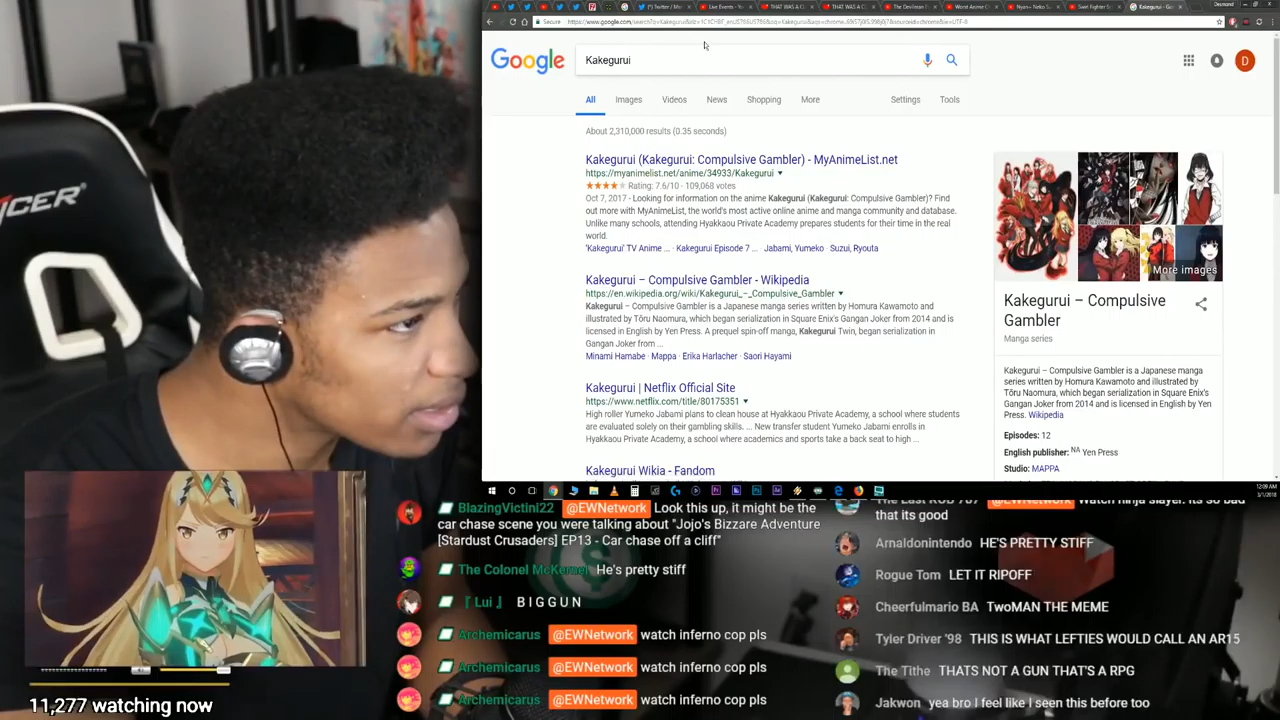 Desmond
Secure
Google
Kakegurui
D
All Images Videos News Shopping More Settings Tools
About 2,310,000 results (0.35 seconds)
Kakegurui (Kakegurui: Compulsive Gambler) - MyAnimeList.net
https://myanimelist.net/anime/34933/Kakegurui
Rating: 7.6/10 - 109,068 votes
Oct 7, 2017 - Looking for information on the anime Kakegurui (Kakegurui: Compulsive Gambler)? Find
out more with MyAnimeList, the world's most active online anime and manga community and database.
Unlike many schools, attending Hyakkaou Private Academy prepares students for their time in the real
world.
'Kakegurui' TV Anime ... · Kakegurui Episode 7 ... · Jabami, Yumeko · Suzui, Ryouta
Kakegurui – Compulsive Gambler - Wikipedia
https://en.wikipedia.org/wiki/Kakegurui_–_Compulsive_Gambler
Kakegurui – Compulsive Gambler is a Japanese manga series written by Homura Kawamoto and
illustrated by Tōru Naomura, which began serialization in Square Enix's Gangan Joker from 2014 and is
licensed in English by Yen Press. A prequel spin-off manga, Kakegurui Twin, began serialization in
Gangan Joker from ...
Minami Hamabe · Mappa · Erika Harlacher · Saori Hayami
Kakegurui | Netflix Official Site
https://www.netflix.com/title/80175351
High roller Yumeko Jabami plans to clean house at Hyakkaou Private Academy, a school where students
are evaluated solely on their gambling skills. ... New transfer student Yumeko Jabami enrolls in
Hyakkaou Private Academy, a school where academics and sports take a back seat to high ...
Kakegurui Wikia - Fandom
More images
Kakegurui – Compulsive
Gambler
Manga series
Kakegurui – Compulsive Gambler is a Japanese manga
series written by Homura Kawamoto and illustrated by
Tōru Naomura, which began serialization in Square Enix's
Gangan Joker from 2014 and is licensed in English by Yen
Press. Wikipedia
Episodes: 12
English publisher: NA Yen Press
Studio: MAPPA
12:09 AM
3/1/2018
BlazingVictini22 @EWNetwork Look this up, it might be the
car chase scene you were talking about "Jojo's Bizzare Adventure
[Stardust Crusaders] EP13 - Car chase off a cliff"
The Colonel McKernel He's pretty stiff
『 Lui 』 B I G G U N
Archemicarus @EWNetwork watch inferno cop pls
Archemicarus @EWNetwork watch inferno cop pls
Archemicarus @EWNetwork watch inferno cop pls
The Last ROB 787 @EWNetwork Watch ninja slayer. It's so bad
that its good
Arnaldonintendo HE'S PRETTY STIFF
Rogue Tom LET IT RIPOFF
Cheerfulmario BA TwoMAN THE MEME
Tyler Driver '98 THIS IS WHAT LEFTIES WOULD CALL AN AR15
The Tithe THATS NOT A GUN THAT'S A RPG
Jakwon yea bro I feel like I seen this before too
11,277 watching now